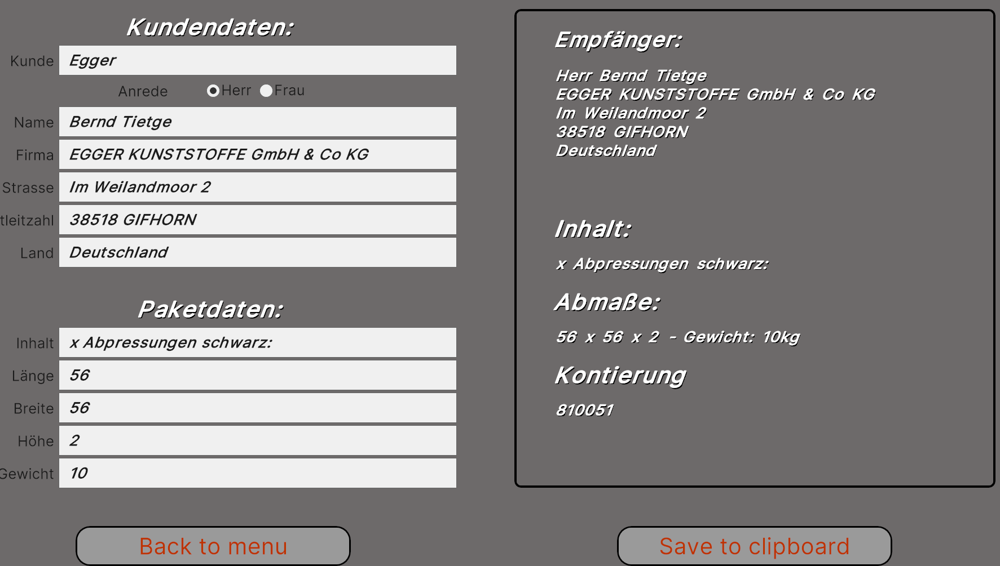 Kundendaten:
Kunde Egger
Anrede Herr Frau
Name Bernd Tietge
Firma EGGER KUNSTSTOFFE GmbH & Co KG
Strasse Im Weilandmoor 2
tleitzahl 38518 GIFHORN
Land Deutschland
Paketdaten:
Inhalt x Abpressungen schwarz:
Länge 56
Breite 56
Höhe 2
Gewicht 10
Back to menu
Empfänger:
Herr Bernd Tietge
EGGER KUNSTSTOFFE GmbH & Co KG
Im Weilandmoor 2
38518 GIFHORN
Deutschland
Inhalt:
x Abpressungen schwarz:
Abmaße:
56 x 56 x 2 - Gewicht: 10kg
Kontierung
810051
Save to clipboard